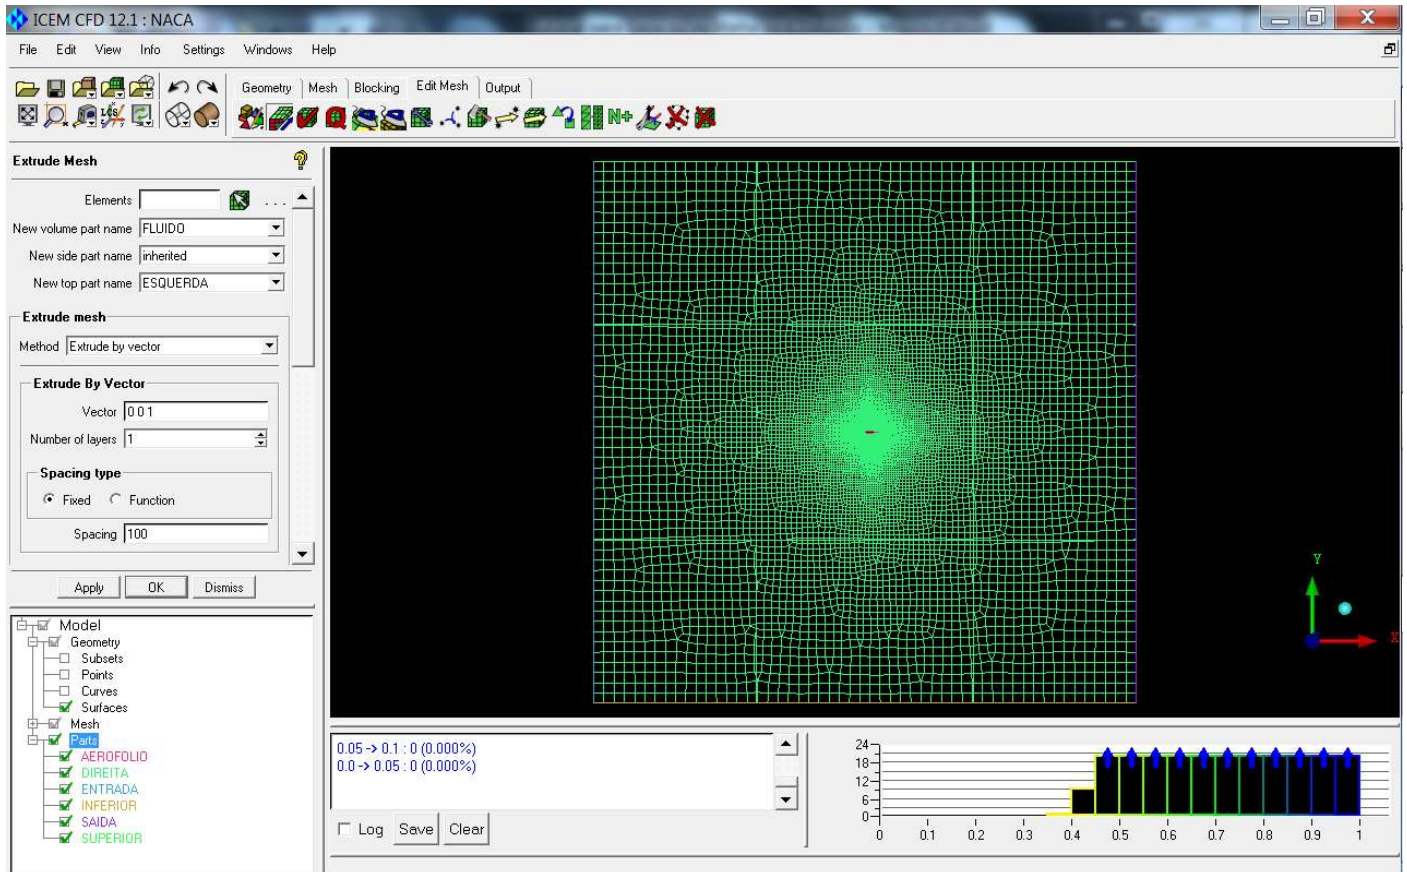 ICEM CFD 12.1 : NACA
File Edit View Info Settings Windows Help
Geometry Mesh Blocking Edit Mesh Output
Extrude Mesh
Elements ...
New volume part name FLUIDO
New side part name inherited
New top part name ESQUERDA
Extrude mesh
Method Extrude by vector
Extrude By Vector
Vector 0 0 1
Number of layers 1
Spacing type
Fixed Function
Spacing 100
Apply OK Dismiss
Model
Geometry
Subsets
Points
Curves
Surfaces
Mesh
Parts
AEROFOLIO
DIREITA
ENTRADA
INFERIOR
SAIDA
SUPERIOR
Y
X
0.05 -> 0.1 : 0 (0.000%)
0.0 -> 0.05 : 0 (0.000%)
Log Save Clear
24
18
12
6
0
0 0.1 0.2 0.3 0.4 0.5 0.6 0.7 0.8 0.9 1